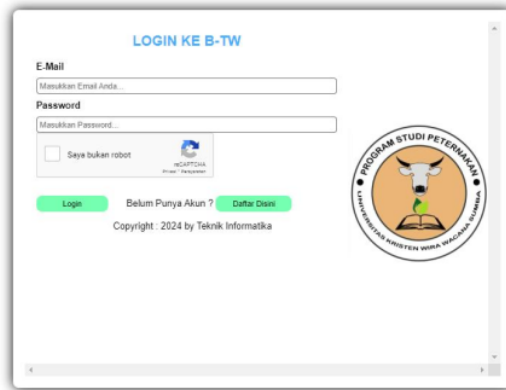 LOGIN KE B-TW
E-Mail
Masukkan Email Anda...
Password
Masukkan Password...
Saya bukan robot
reCAPTCHA
Login
Belum Punya Akun ?
Daftar Disini
Copyright : 2024 by Teknik Informatika
PROGRAM STUDI PETERNAKAN
UNIVERSITAS KRISTEN WIRA WACANA SUMBA